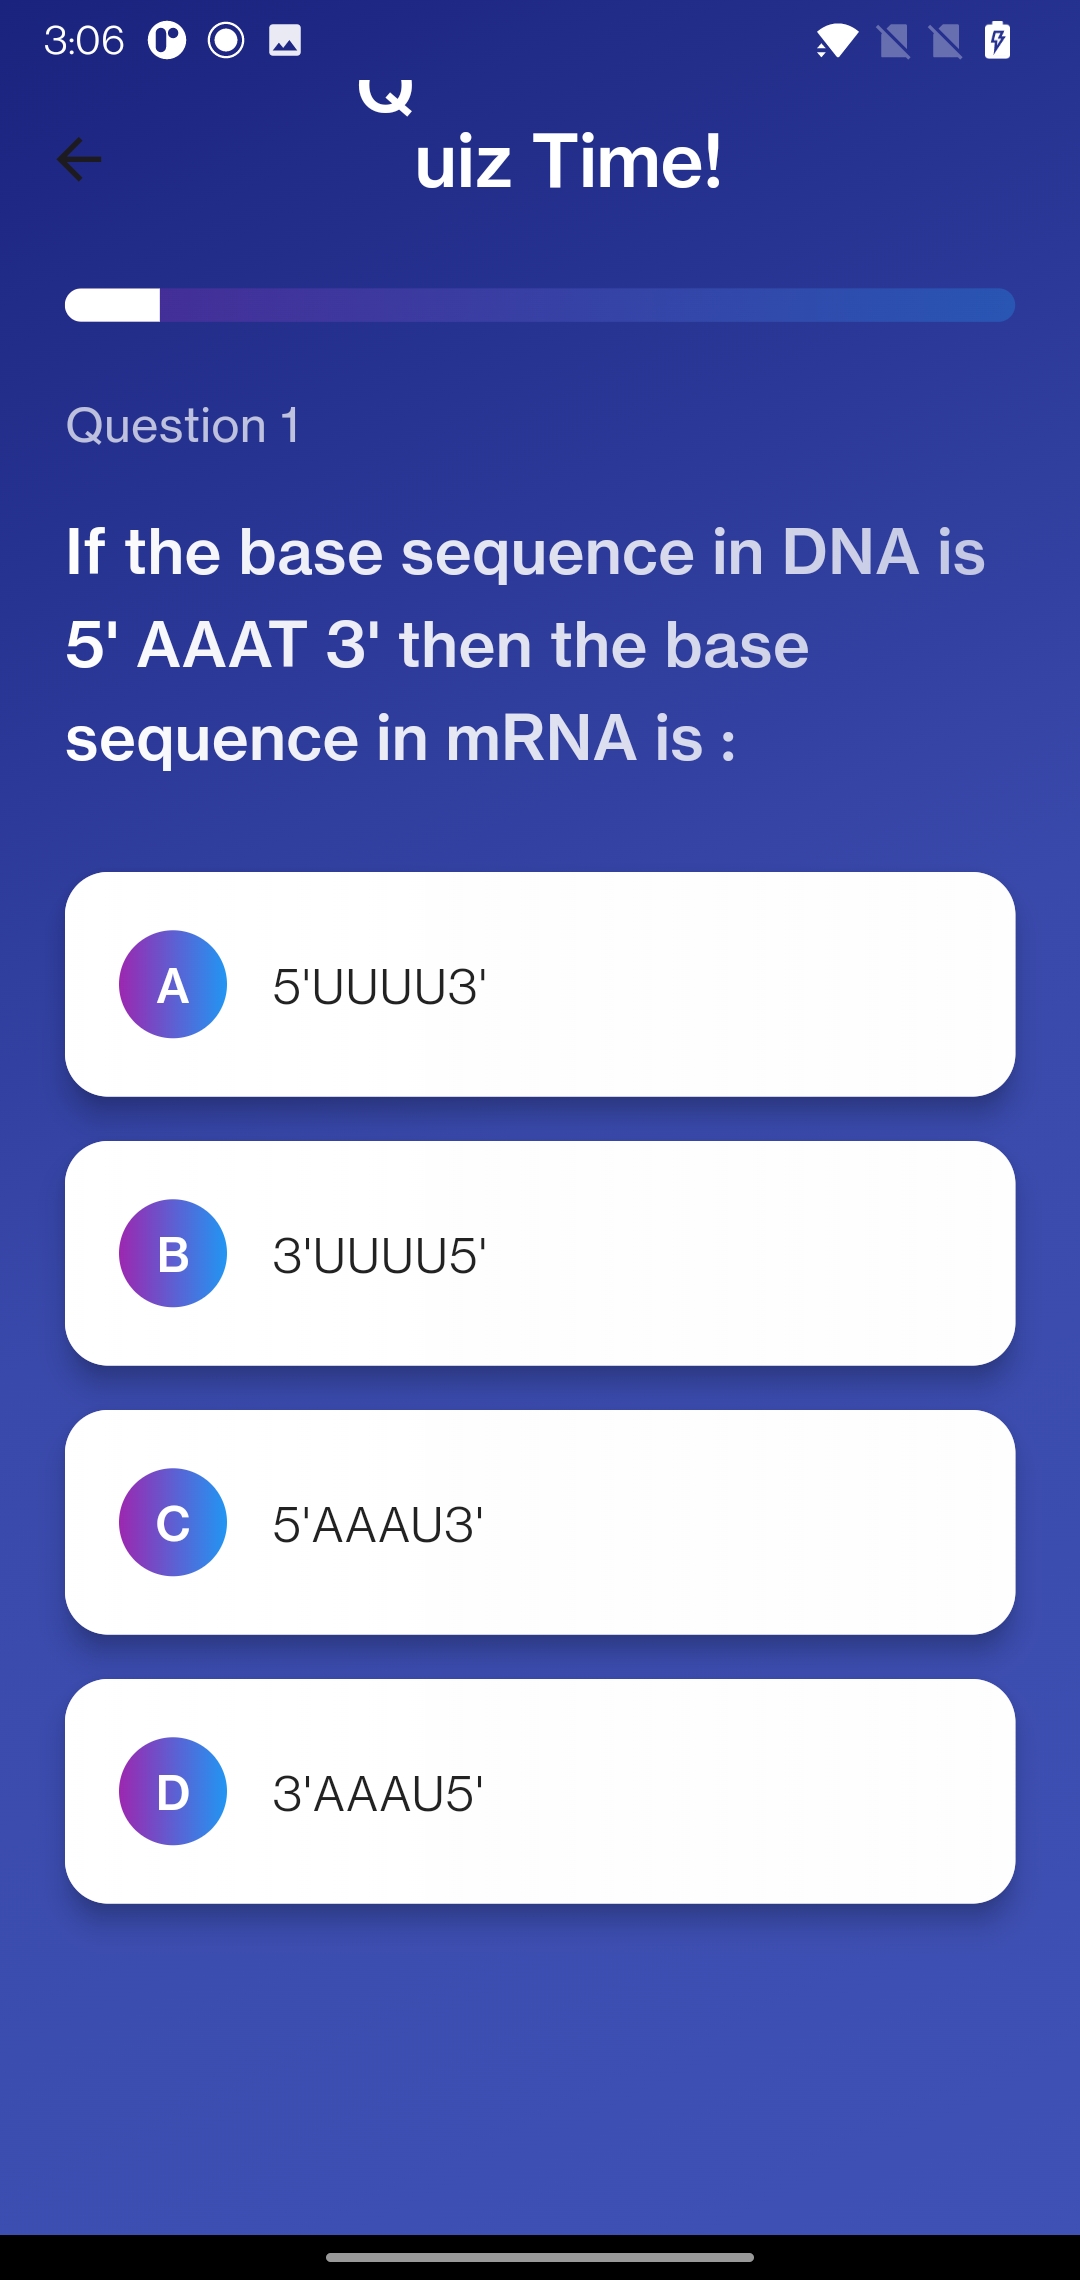 3:06
Q
uiz Time!
Question 1
If the base sequence in DNA is
5' AAAT 3' then the base
sequence in mRNA is :
A 5'UUUU3'
B 3'UUUU5'
C 5'AAAU3'
D 3'AAAU5'